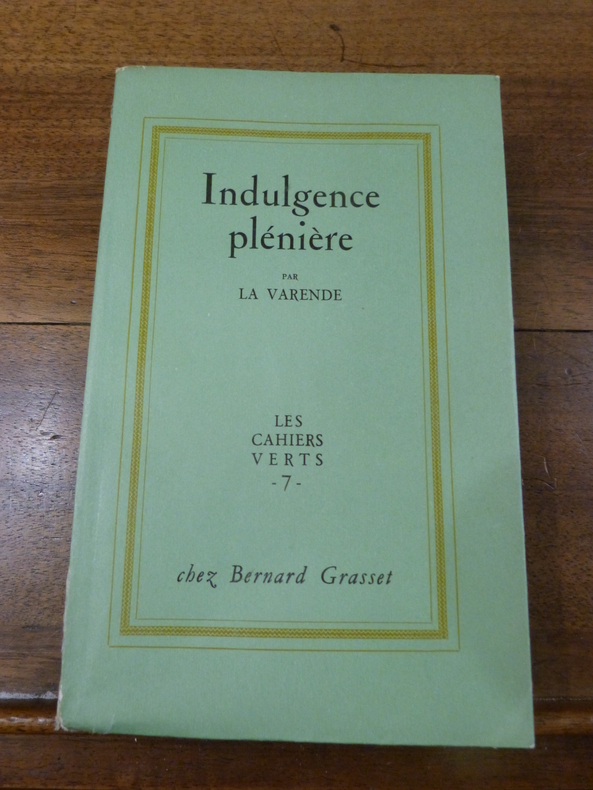 Indulgence
plénière
PAR
LA VARENDE
LES
CAHIERS
VERTS
-7-
chez Bernard Grasset